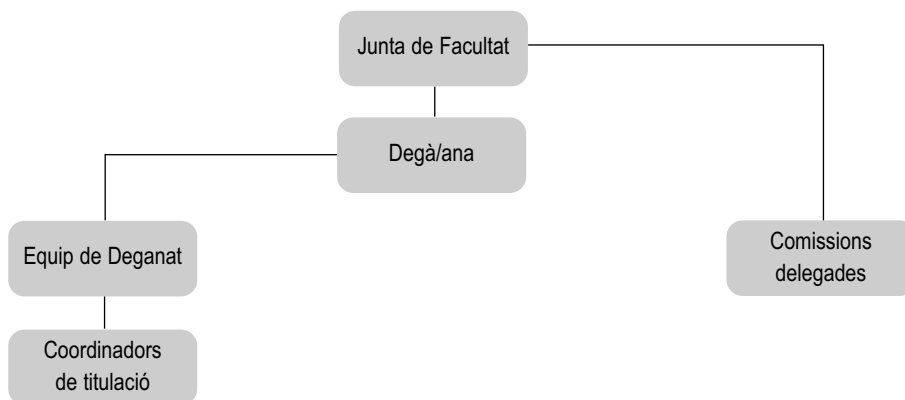 Junta de Facultat
Degà/ana
Equip de Deganat
Comissions
delegades
Coordinadors
de titulació